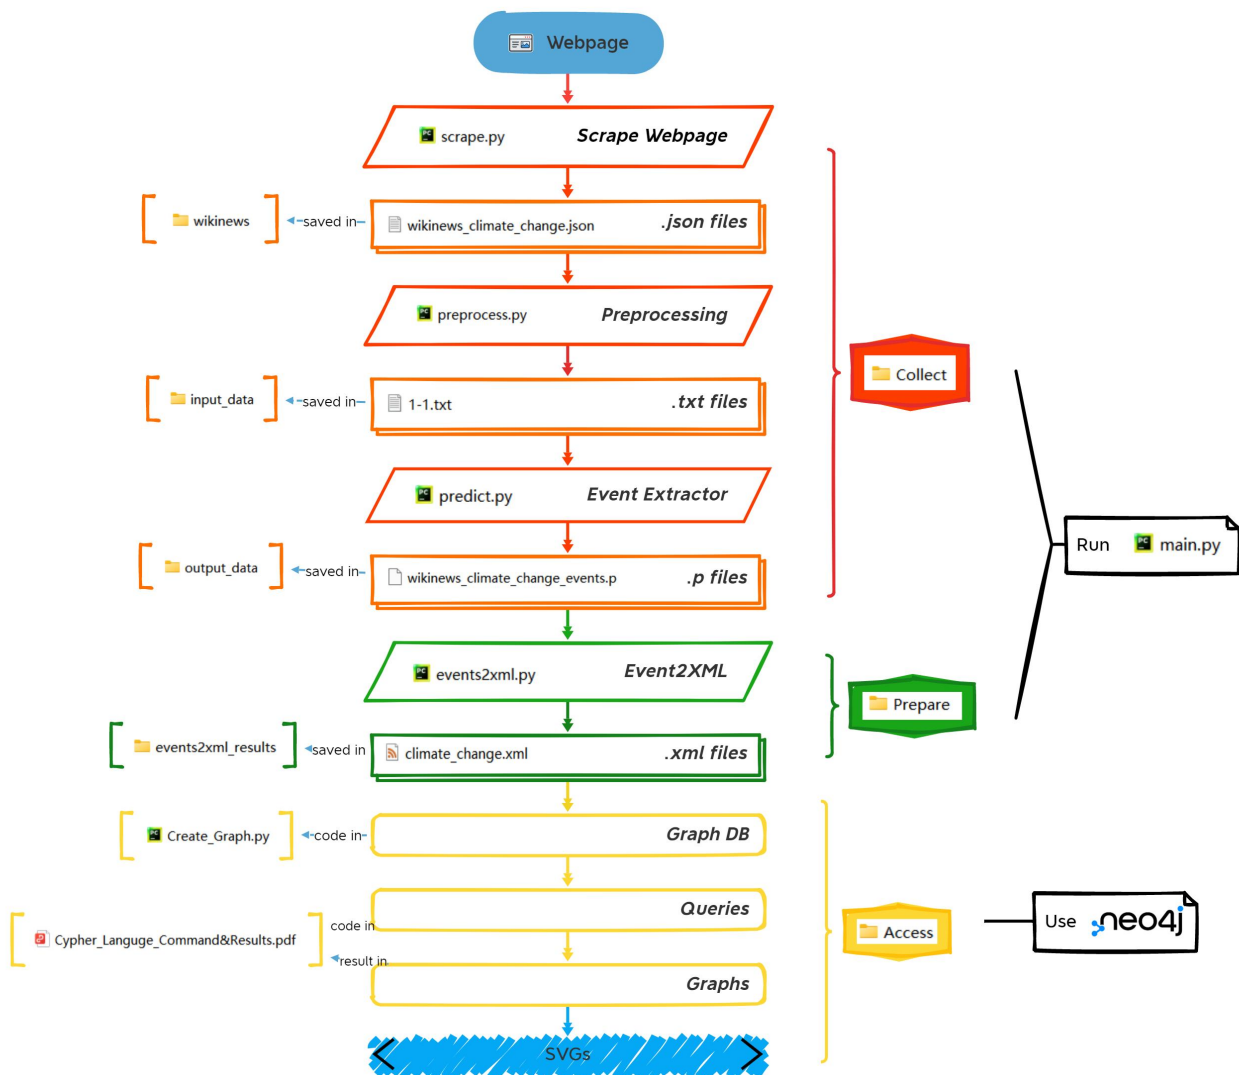 Webpage
scrape.py Scrape Webpage
wikinews saved in wikinews_climate_change.json .json files
preprocess.py Preprocessing
Collect
input_data saved in 1-1.txt .txt files
predict.py Event Extractor
Run main.py
output_data saved in wikinews_climate_change_events.p .p files
events2xml.py Event2XML
Prepare
events2xml_results saved in climate_change.xml .xml files
Create_Graph.py code in Graph DB
Queries
Use neo4j
code in
Access
Cypher_Languge_Command&Results.pdf
result in
Graphs
SVGs